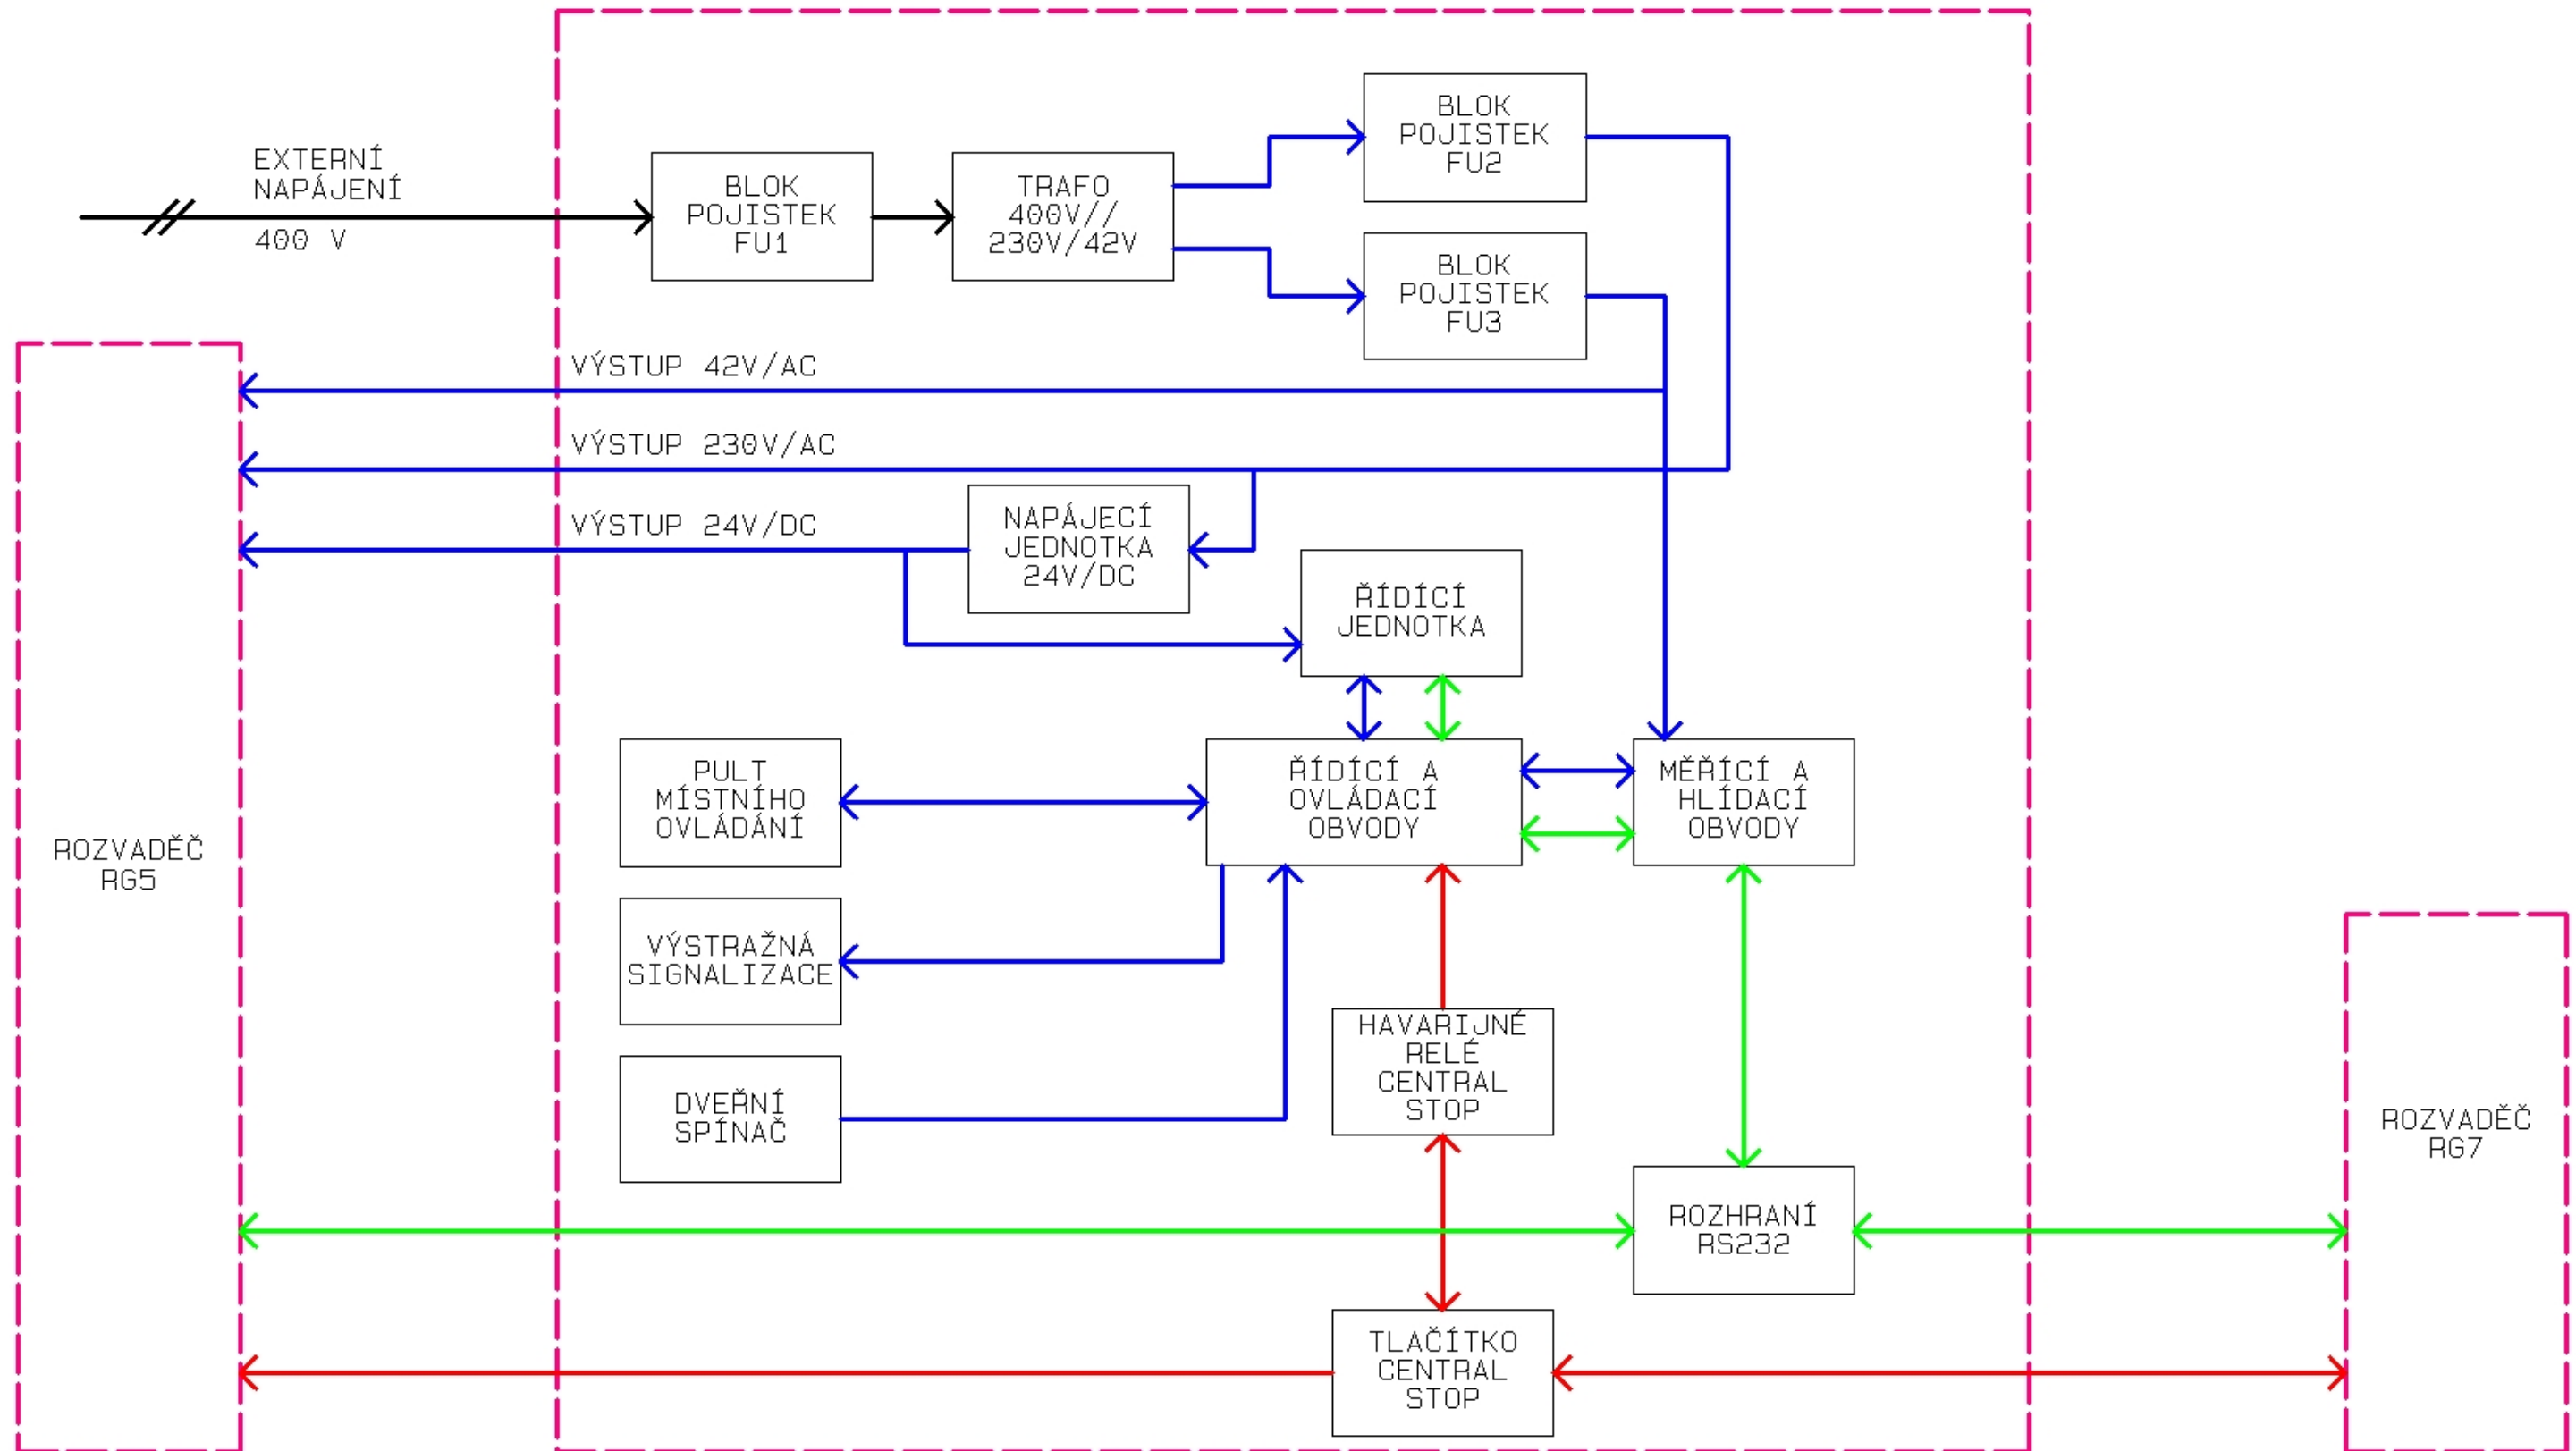 EXTERNÍ
NAPÁJENÍ
400 V
BLOK
POJISTEK
FU1
TRAFO
400V//
230V/42V
BLOK
POJISTEK
FU2
BLOK
POJISTEK
FU3
VÝSTUP 42V/AC
VÝSTUP 230V/AC
VÝSTUP 24V/DC
NAPÁJECÍ
JEDNOTKA
24V/DC
ŘÍDÍCÍ
JEDNOTKA
PULT
MÍSTNÍHO
OVLÁDÁNÍ
ŘÍDÍCÍ A
OVLÁDACÍ
OBVODY
MĚŘÍCÍ A
HLÍDACÍ
OBVODY
ROZVADĚČ
RG5
VÝSTRAŽNÁ
SIGNALIZACE
HAVARIJNÉ
RELÉ
CENTRAL
STOP
DVEŘNÍ
SPÍNAČ
ROZVADĚČ
RG7
ROZHRANÍ
RS232
TLAČÍTKO
CENTRAL
STOP